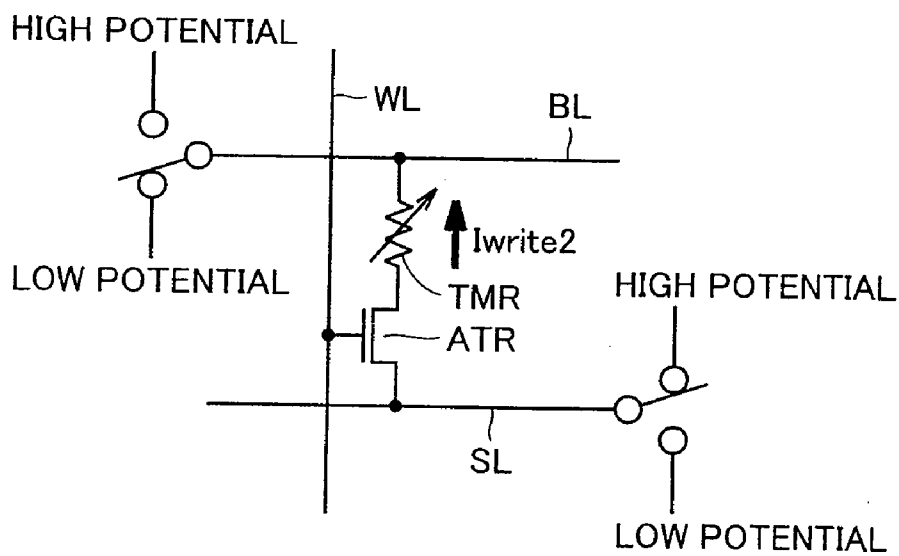 HIGH POTENTIAL
WL
BL
Iwrite2
LOW POTENTIAL
TMR
HIGH POTENTIAL
ATR
SL
LOW POTENTIAL